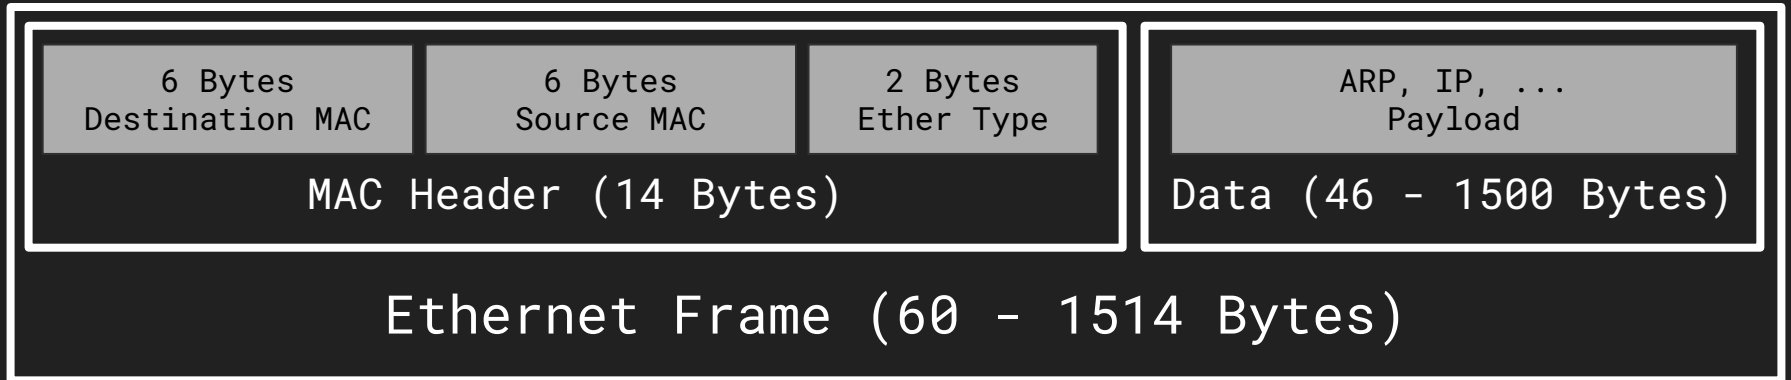 6 Bytes
Destination MAC
6 Bytes
Source MAC
2 Bytes
Ether Type
ARP, IP, ...
Payload
MAC Header (14 Bytes)
Data (46 - 1500 Bytes)
Ethernet Frame (60 - 1514 Bytes)